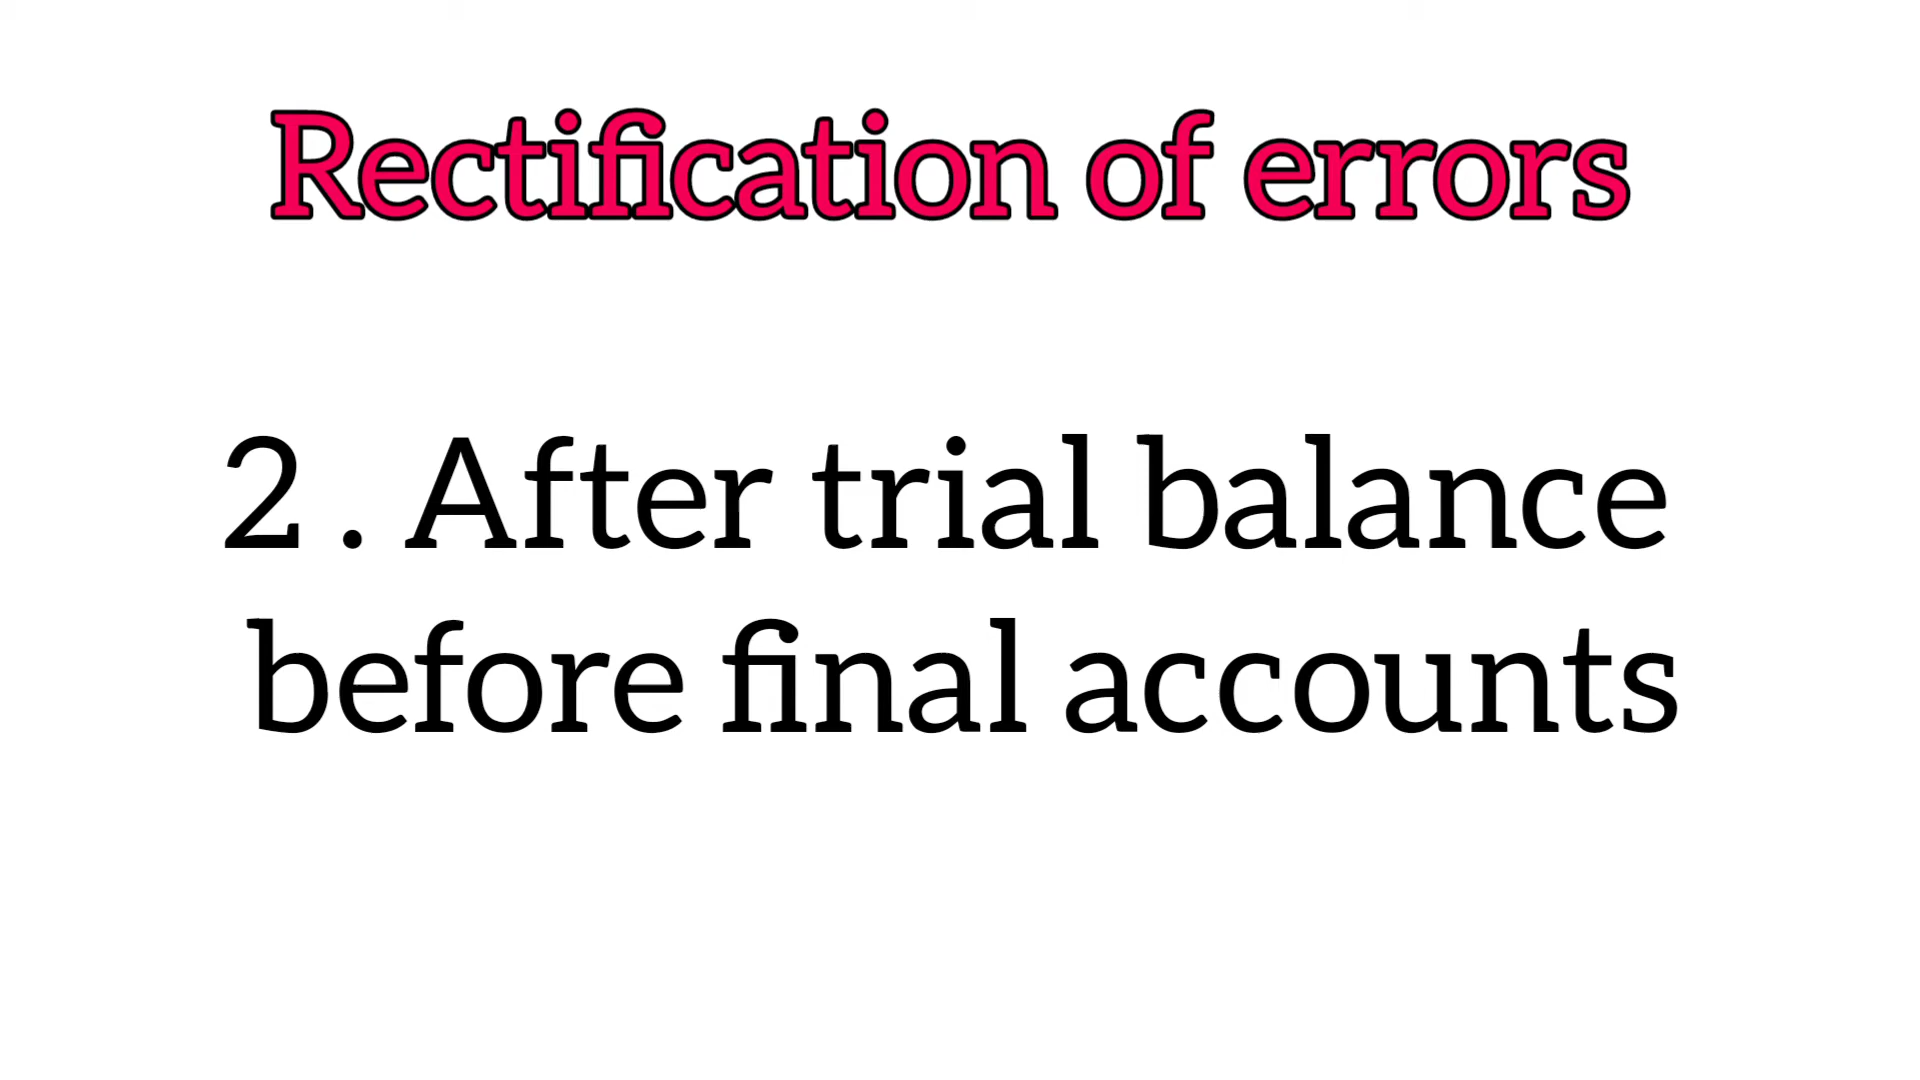 Rectification of errors
2 . After trial balance
before final accounts